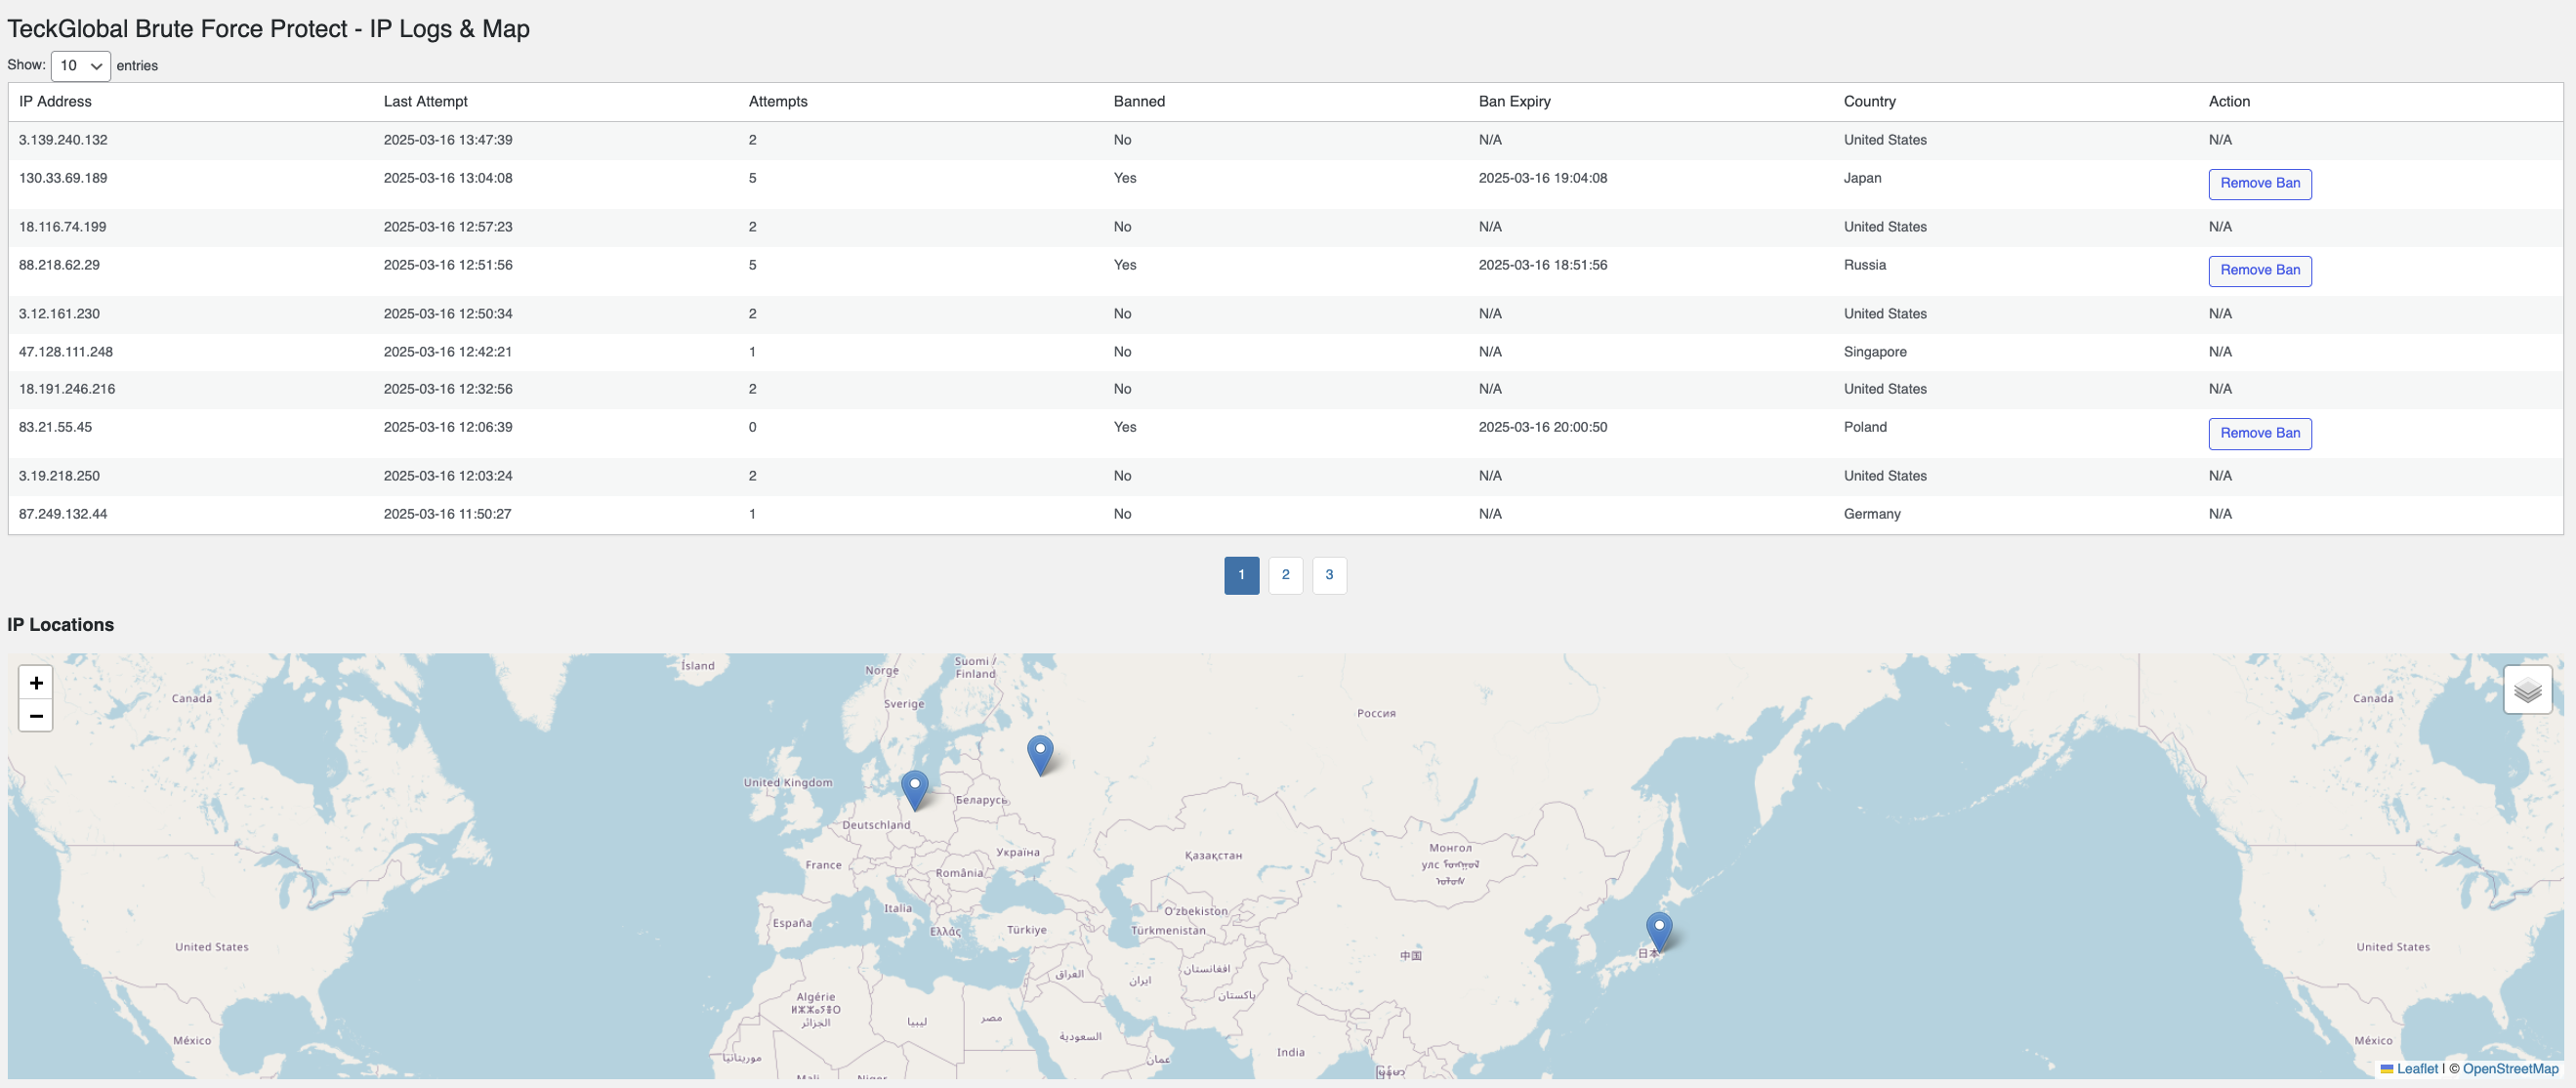 TeckGlobal Brute Force Protect - IP Logs & Map
Show: 10 entries
IP Address Last Attempt Attempts Banned Ban Expiry Country Action
3.139.240.132 2025-03-16 13:47:39 2 No N/A United States N/A
130.33.69.189 2025-03-16 13:04:08 5 Yes 2025-03-16 19:04:08 Japan Remove Ban
18.116.74.199 2025-03-16 12:57:23 2 No N/A United States N/A
88.218.62.29 2025-03-16 12:51:56 5 Yes 2025-03-16 18:51:56 Russia Remove Ban
3.12.161.230 2025-03-16 12:50:34 2 No N/A United States N/A
47.128.111.248 2025-03-16 12:42:21 1 No N/A Singapore N/A
18.191.246.216 2025-03-16 12:32:56 2 No N/A United States N/A
83.21.55.45 2025-03-16 12:06:39 0 Yes 2025-03-16 20:00:50 Poland Remove Ban
3.19.218.250 2025-03-16 12:03:24 2 No N/A United States N/A
87.249.132.44 2025-03-16 11:50:27 1 No N/A Germany N/A
1 2 3
IP Locations
+
−
Ísland
Norge
Suomi /
Finland
Canada
Canada
Sverige
Россия
United Kingdom
Беларусь
Deutschland
Україна
Монгол
улс
France
Қазақстан
România
Italia
O'zbekiston
España
Ελλάς
Türkiye
Türkmenistan
United States
United States
日本
中国
العراق
ایران
افغانستان
پاکستان
Algérie
ⵍⵣⵣⴰⵢⴻⵔ
الجزائر
ليبيا
مصر
السعودية
México
México
موريتانيا
عمان
India
Mali
Niger
Leaflet | © OpenStreetMap